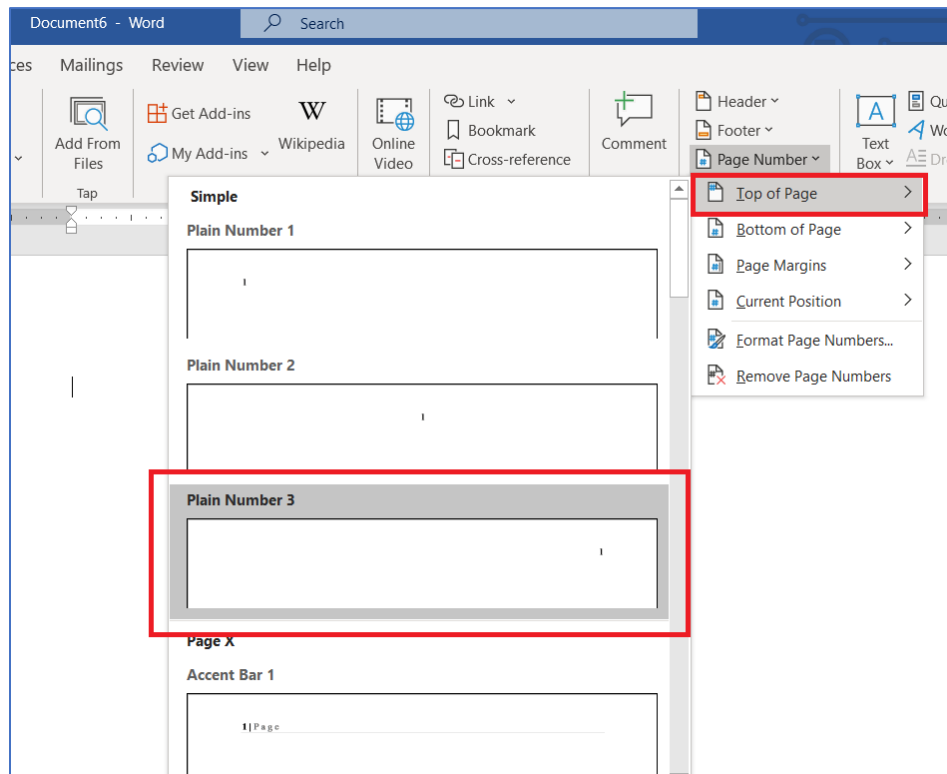 Document6 - Word
Search
ces Mailings Review View Help
Add From Files
Tap
Get Add-ins
My Add-ins
W
Wikipedia
Online Video
Link
Bookmark
Cross-reference
Comment
Header
Footer
Page Number
A
Text Box
Qu
Wo
Dr
Top of Page
Bottom of Page
Page Margins
Current Position
Format Page Numbers...
Remove Page Numbers
Simple
Plain Number 1
Plain Number 2
Plain Number 3
Page X
Accent Bar 1
1|Page